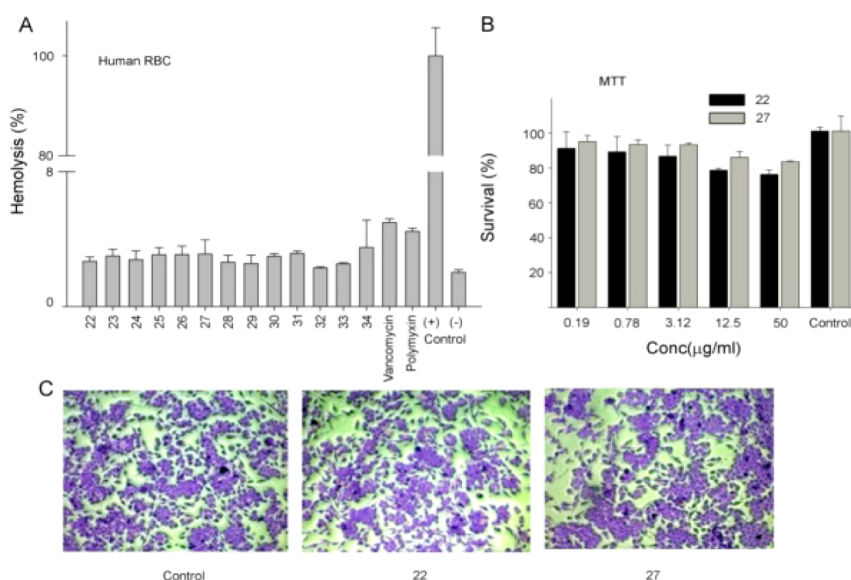 A
Human RBC
Hemolysis (%)
100
80
8
0
22 23 24 25 26 27 28 29 30 31 32 33 34 Vancomycin Polymyxin (+) (-)
Control
B
MTT
22
27
Survival (%)
100
80
60
40
20
0.19 0.78 3.12 12.5 50 Control
Conc(μg/ml)
C
Control 22 27